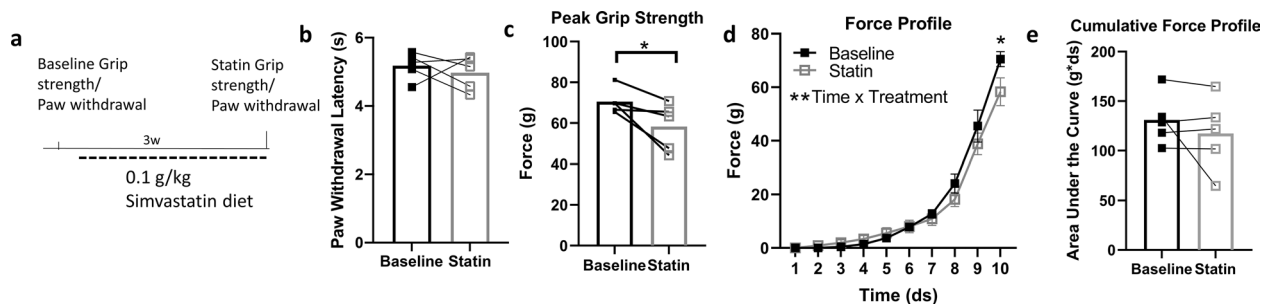 a
Baseline Grip
strength/
Paw withdrawal
Statin Grip
strength/
Paw withdrawal
3w
0.1 g/kg
Simvastatin diet
b
Paw Withdrawal Latency (s)
6
4
2
0
Baseline Statin
c
Peak Grip Strength
*
Force (g)
100
80
60
40
20
0
Baseline Statin
d
Force Profile
Baseline
Statin
**Time x Treatment
*
Force (g)
80
60
40
20
0
1 2 3 4 5 6 7 8 9 10
Time (ds)
e
Cumulative Force Profile
Area Under the Curve (g*ds)
200
150
100
50
0
Baseline Statin